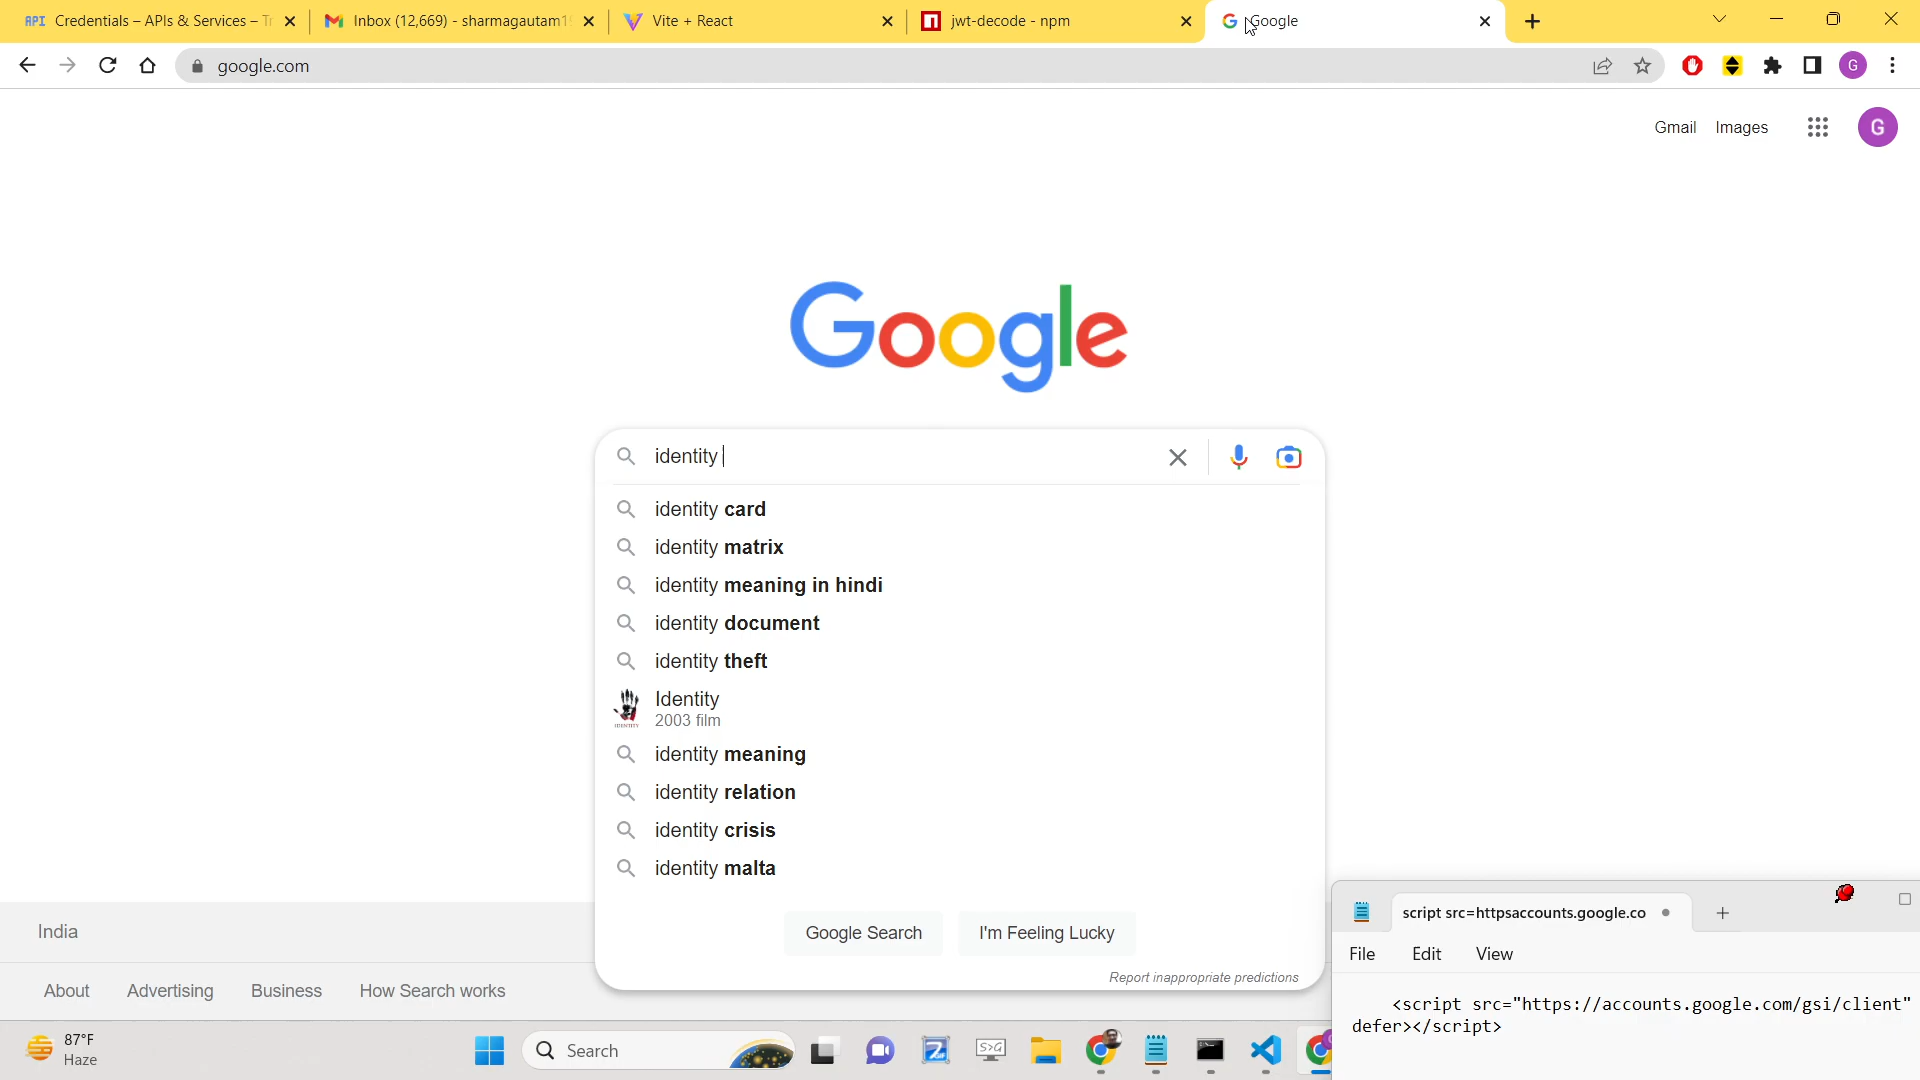 API Credentials – APIs & Services – Tr
Inbox (12,669) - sharmagautam1
Vite + React
n jwt-decode - npm
Google
google.com
G
Gmail Images
G
Google
identity
identity card
identity matrix
identity meaning in hindi
identity document
identity theft
IDENTITY
Identity
2003 film
identity meaning
identity relation
identity crisis
identity malta
Google Search I'm Feeling Lucky
Report inappropriate predictions
India
About Advertising Business How Search works
script src=httpsaccounts.google.co
File Edit View
<script src="https://accounts.google.com/gsi/client"
defer></script>
87°F
Haze
Search
S>G